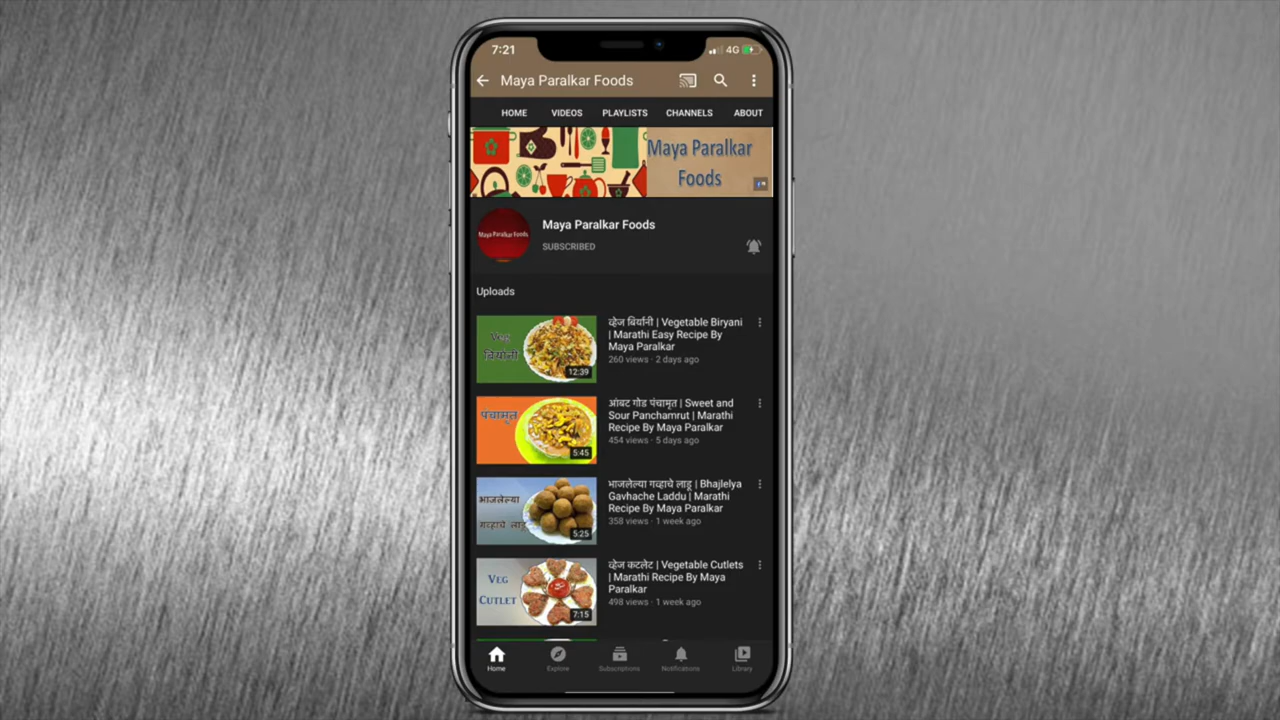 7:21
4G
Maya Paralkar Foods
HOME VIDEOS PLAYLISTS CHANNELS ABOUT
Maya Paralkar
Foods
Maya Paralkar Foods
Maya Paralkar Foods
SUBSCRIBED
Uploads
Veg
बिर्यानी
12:39
व्हेज बिर्यानी | Vegetable Biryani
| Marathi Easy Recipe By
Maya Paralkar
260 views · 2 days ago
पंचामृत
5:45
आंबट गोड पंचामृत | Sweet and
Sour Panchamrut | Marathi
Recipe By Maya Paralkar
454 views · 5 days ago
भाजलेल्या
गव्हाचे लाडू
5:25
भाजलेल्या गव्हाचे लाडू | Bhajlelya
Gavhache Laddu | Marathi
Recipe By Maya Paralkar
358 views · 1 week ago
Veg
Cutlet
7:15
व्हेज कटलेट | Vegetable Cutlets
| Marathi Recipe By Maya
Paralkar
498 views · 1 week ago
Home Explore Subscriptions Notifications Library